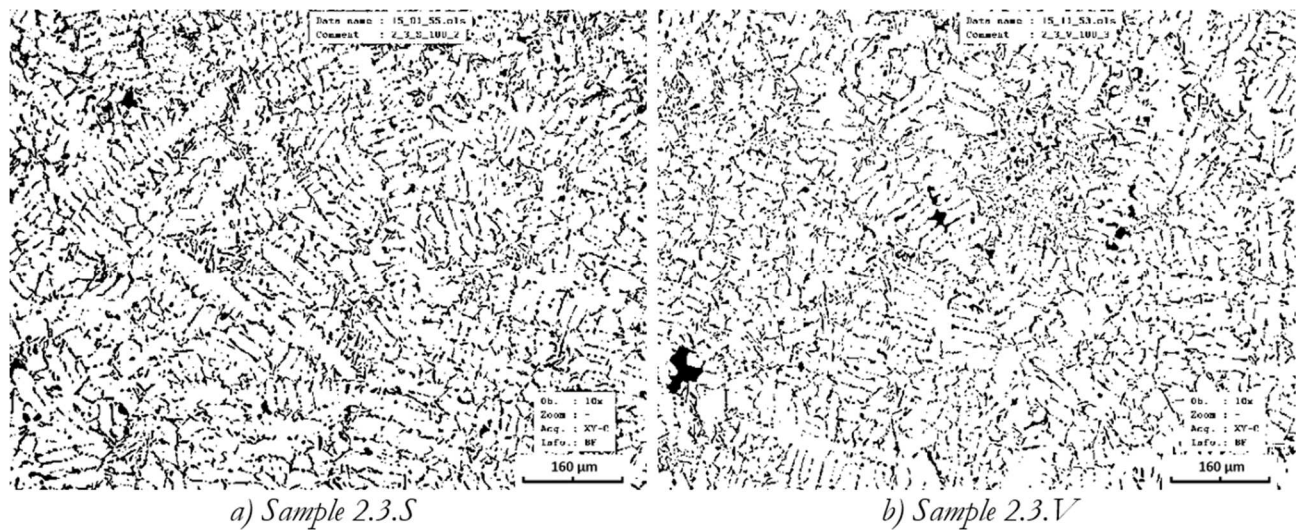 Data name : 15_01_55.ols
Comment : 2_3_S_100_2
Ob. : 10x
Zoom : -
Acq. : XY-C
Info.: BF
160 µm
a) Sample 2.3.S
Data name : 15_11_53.ols
Comment : 2_3_V_100_3
Ob. : 10x
Zoom : -
Acq. : XY-C
Info.: BF
160 µm
b) Sample 2.3.V